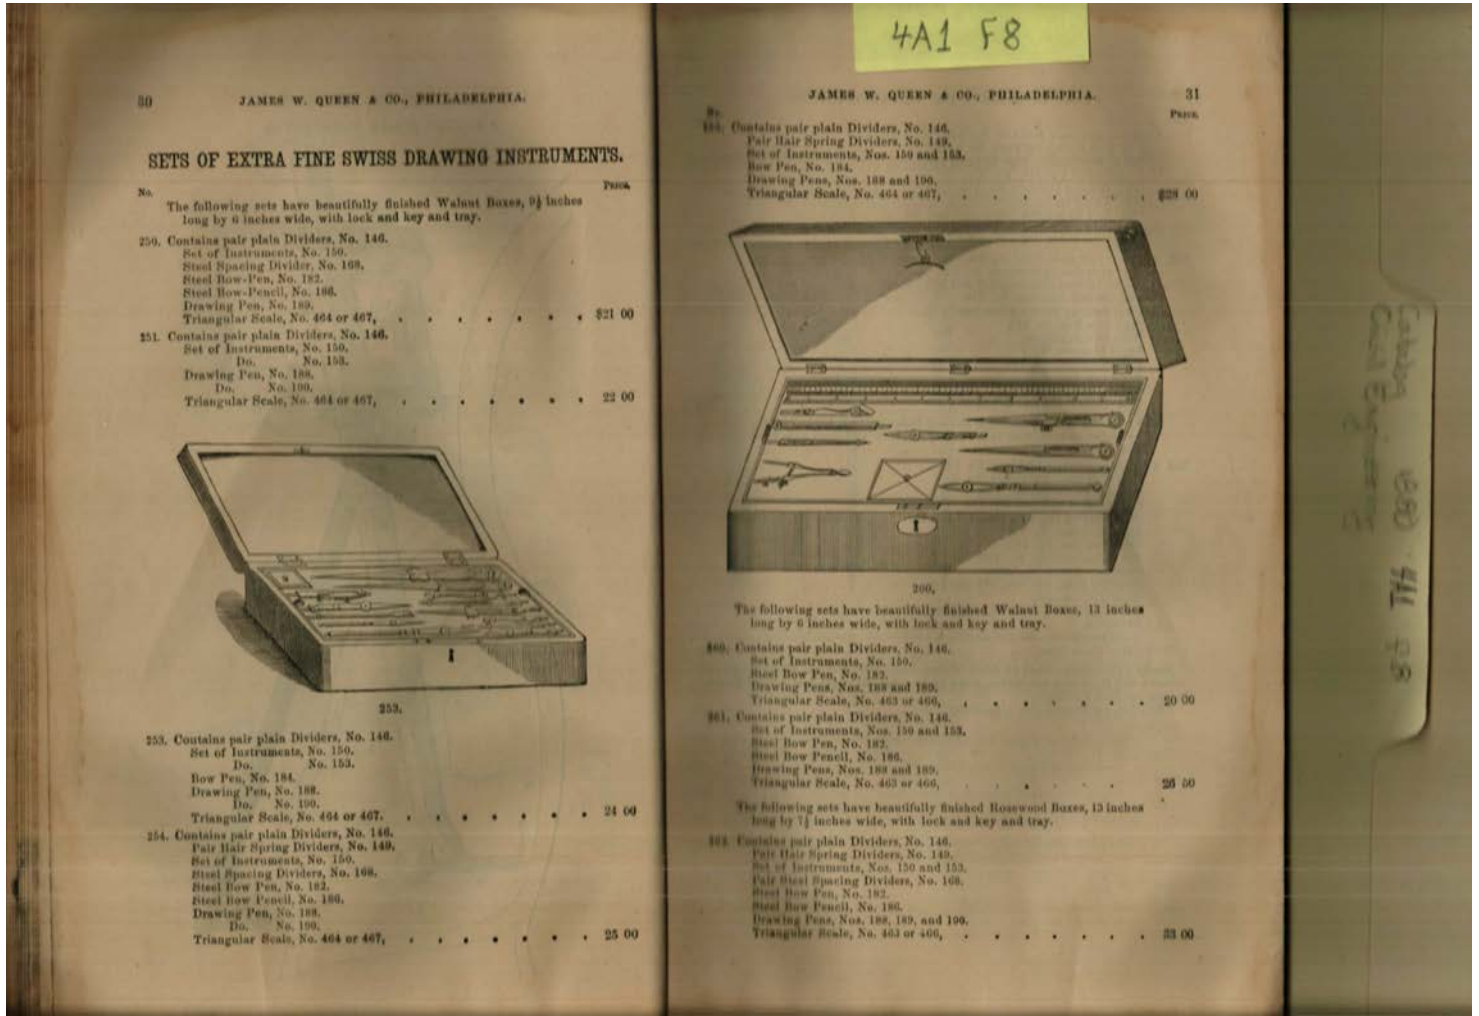 4A1 F8
30 JAMES W. QUEEN & CO., PHILADELPHIA.
SETS OF EXTRA FINE SWISS DRAWING INSTRUMENTS.
No. PRICE.
The following sets have beautifully finished Walnut Boxes, 9½ inches
long by 6 inches wide, with lock and key and tray.
250. Contains pair plain Dividers, No. 146.
Set of Instruments, No. 150.
Steel Spacing Divider, No. 168.
Steel Bow-Pen, No. 182.
Steel Bow-Pencil, No. 186.
Drawing Pen, No. 189.
Triangular Scale, No. 464 or 467, . . . . . . . $21 00
251. Contains pair plain Dividers, No. 146.
Set of Instruments, No. 150.
Do. No. 153.
Drawing Pen, No. 188.
Do. No. 190.
Triangular Scale, No. 464 or 467, . . . . . . . 22 00
253.
253. Contains pair plain Dividers, No. 146.
Set of Instruments, No. 150.
Do. No. 153.
Bow Pen, No. 184.
Drawing Pen, No. 188.
Do. No. 190.
Triangular Scale, No. 464 or 467. . . . . . . . 24 00
254. Contains pair plain Dividers, No. 146.
Pair Hair Spring Dividers, No. 149.
Set of Instruments, No. 150.
Steel Spacing Dividers, No. 168.
Steel Bow Pen, No. 182.
Steel Bow Pencil, No. 186.
Drawing Pen, No. 188.
Do. No. 190.
Triangular Scale, No. 464 or 467, . . . . . . . 25 00
JAMES W. QUEEN & CO., PHILADELPHIA. 31
No. PRICE.
Contains pair plain Dividers, No. 146.
Pair Hair Spring Dividers, No. 149.
Set of Instruments, Nos. 150 and 153.
Bow Pen, No. 184.
Drawing Pens, Nos. 188 and 190.
Triangular Scale, No. 464 or 467, . . . . . . . $28 00
260.
The following sets have beautifully finished Walnut Boxes, 13 inches
long by 6 inches wide, with lock and key and tray.
260. Contains pair plain Dividers, No. 146.
Set of Instruments, No. 150.
Steel Bow Pen, No. 182.
Drawing Pens, Nos. 188 and 189.
Triangular Scale, No. 463 or 466, . . . . . . . 20 00
261. Contains pair plain Dividers, No. 146.
Set of Instruments, Nos. 150 and 153.
Steel Bow Pen, No. 182.
Steel Bow Pencil, No. 186.
Drawing Pens, Nos. 188 and 189.
Triangular Scale, No. 463 or 466, . . . . . 26 50
The following sets have beautifully finished Rosewood Boxes, 13 inches
long by 7½ inches wide, with lock and key and tray.
Contains pair plain Dividers, No. 146.
Pair Hair Spring Dividers, No. 149.
Set of Instruments, Nos. 150 and 153.
Pair Steel Spacing Dividers, No. 168.
Steel Bow Pen, No. 182.
Steel Bow Pencil, No. 186.
Drawing Pens, Nos. 188, 189, and 190.
Triangular Scale, No. 463 or 466, . . . . . . . 33 00